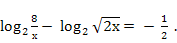 log₂ 8/x − log₂ √2x = − 1/2 .